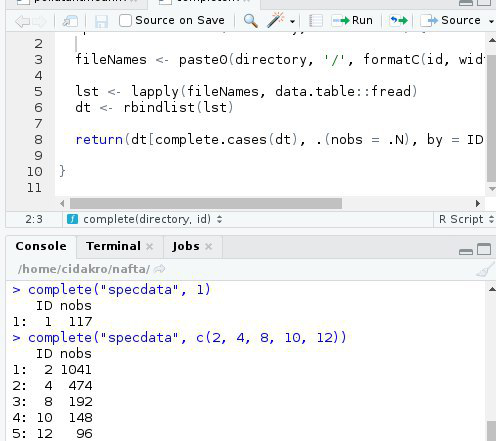 Source on Save Run Source
2
3 fileNames <- paste0(directory, '/', formatC(id, wid
4
5 lst <- lapply(fileNames, data.table::fread)
6 dt <- rbindlist(lst)
7
8 return(dt[complete.cases(dt), .(nobs = .N), by = ID
9
10 }
11
2:3 complete(directory, id) R Script
Console Terminal Jobs
/home/cidakro/nafta/
> complete("specdata", 1)
ID nobs
1: 1 117
> complete("specdata", c(2, 4, 8, 10, 12))
ID nobs
1: 2 1041
2: 4 474
3: 8 192
4: 10 148
5: 12 96